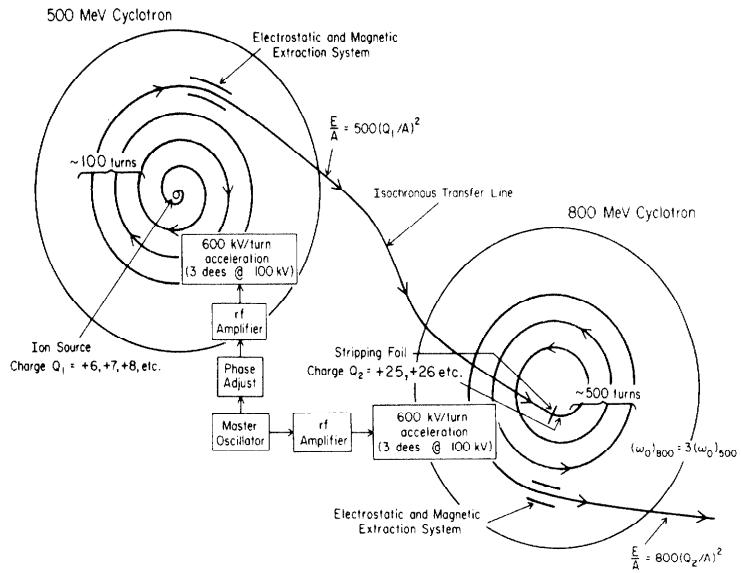 500 MeV Cyclotron
Electrostatic and Magnetic
Extraction System
E/A = 500(Q₁/A)²
~100 turns
Isochronous Transfer Line
800 MeV Cyclotron
600 kV/turn
acceleration
(3 dees @ 100 kV)
rf
Amplifier
Ion Source
Charge Q₁ = +6, +7, +8, etc.
Phase
Adjust
Stripping Foil
Charge Q₂ = +25, +26 etc.
~500 turns
Master
Oscillator
rf
Amplifier
600 kV/turn
acceleration
(3 dees @ 100 kV)
(ω₀)₈₀₀ = 3(ω₀)₅₀₀
Electrostatic and Magnetic
Extraction System
E/A = 800(Q₂/A)²